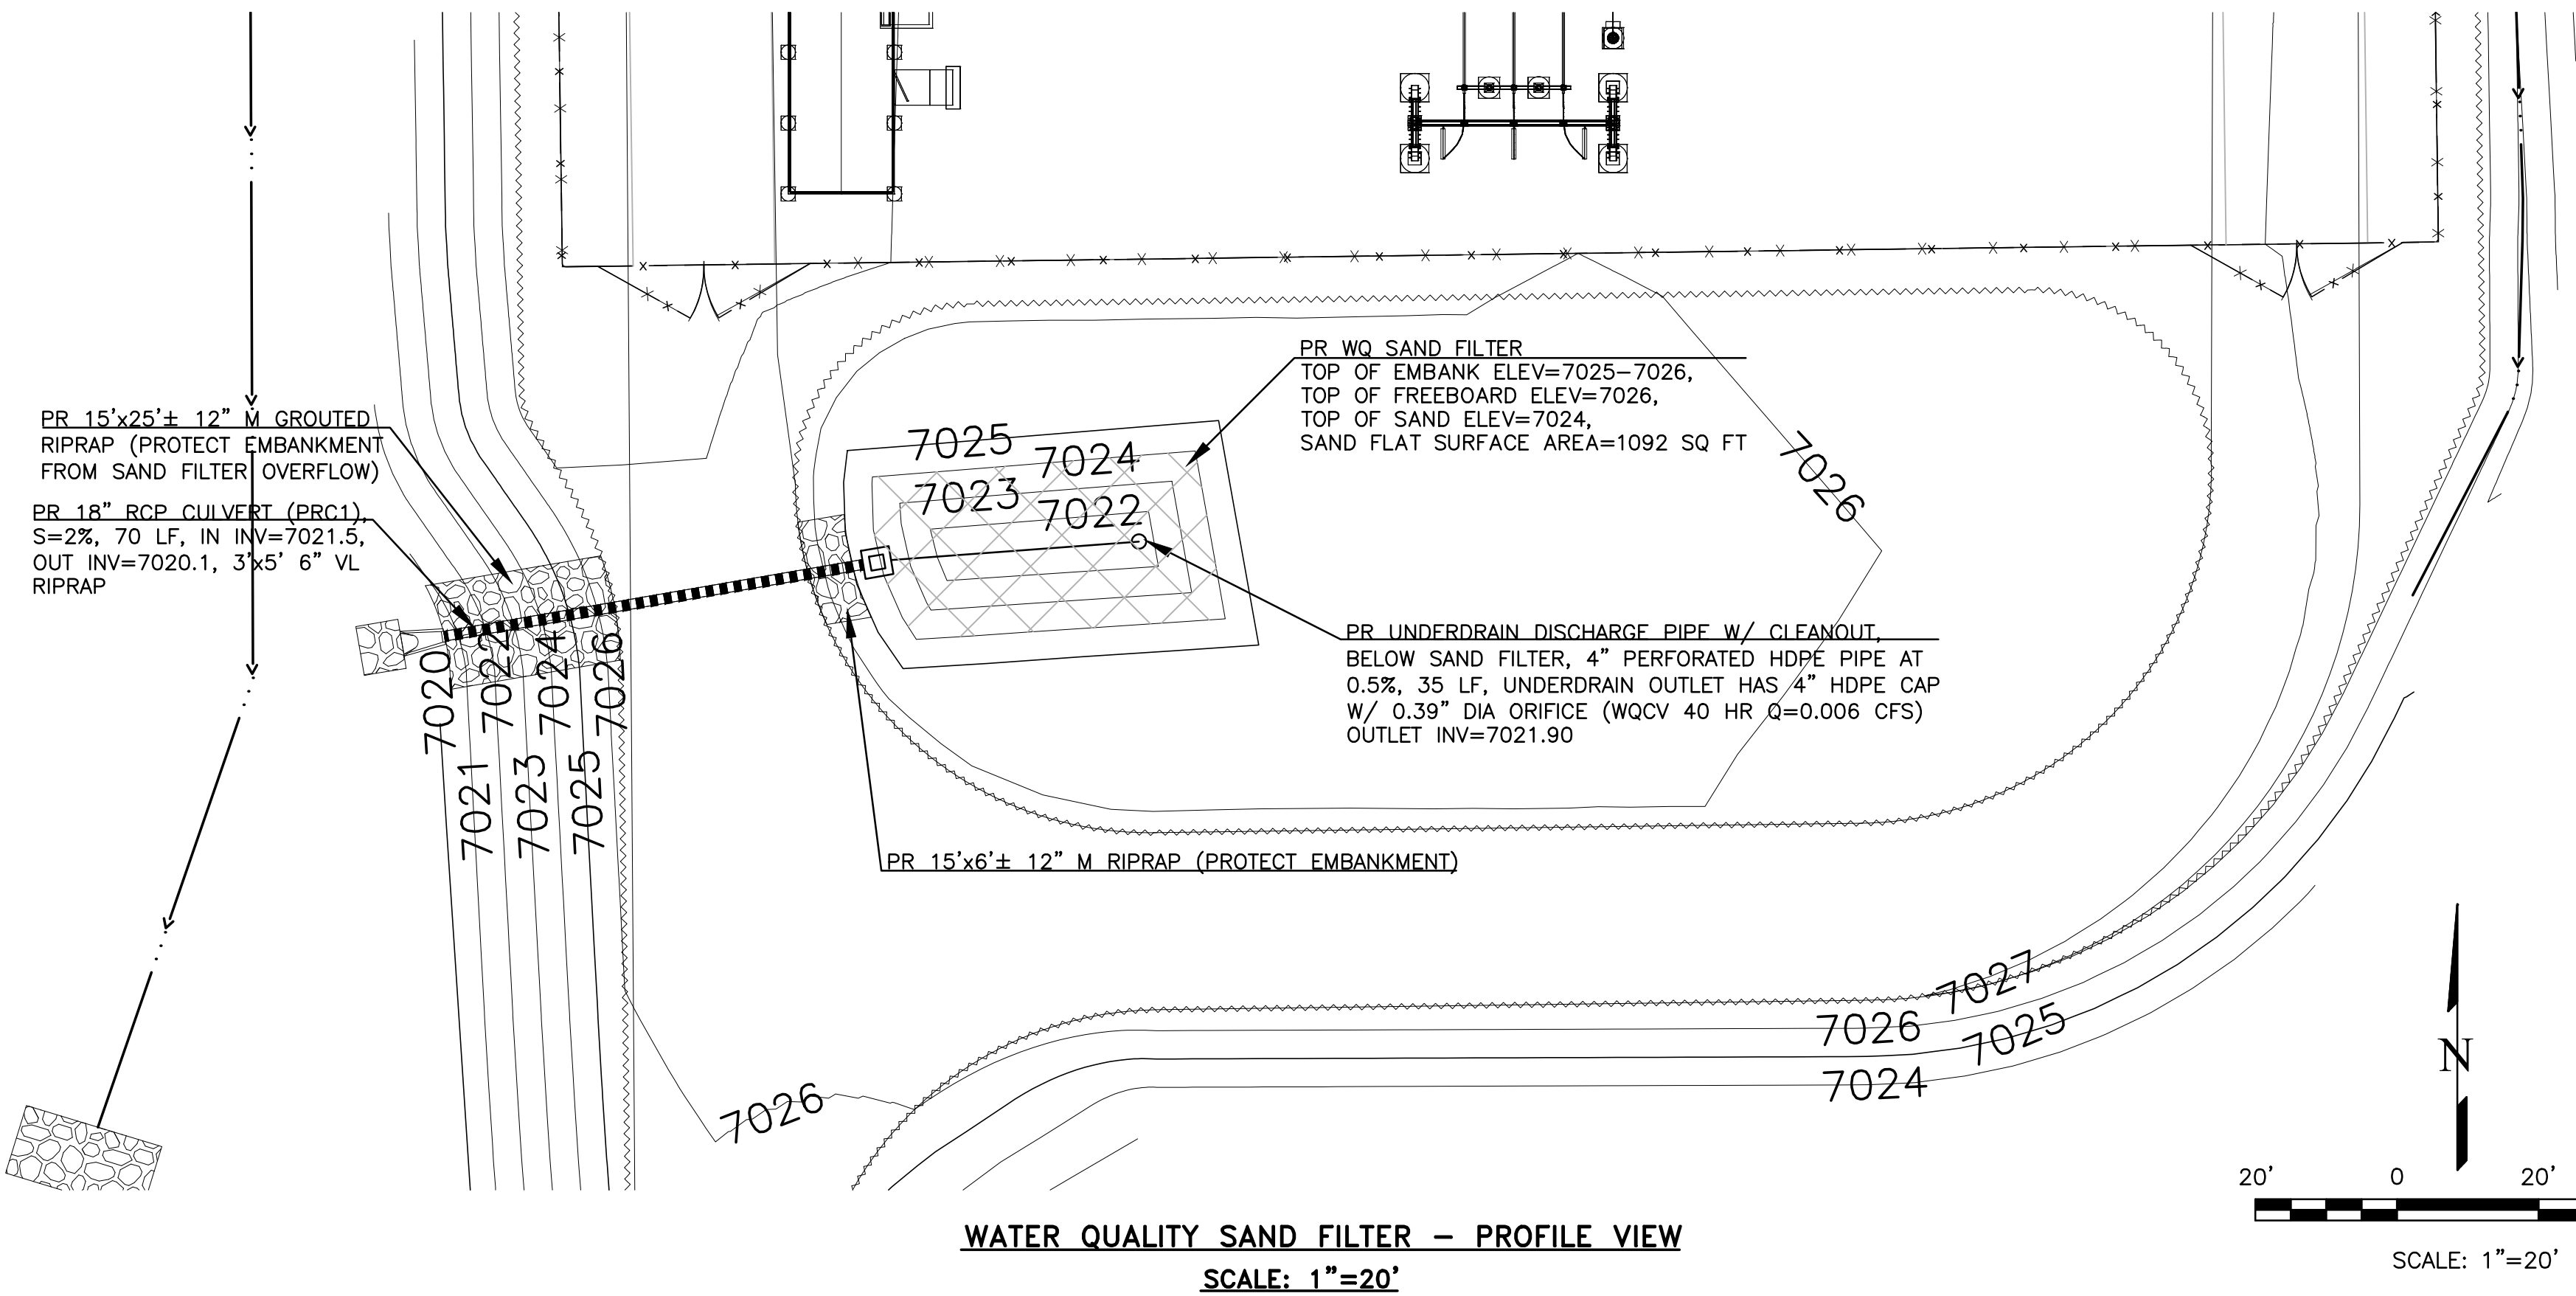 PR WQ SAND FILTER
TOP OF EMBANK ELEV=7025-7026,
TOP OF FREEBOARD ELEV=7026,
TOP OF SAND ELEV=7024,
SAND FLAT SURFACE AREA=1092 SQ FT
PR 15'x25'± 12" M GROUTED
RIPRAP (PROTECT EMBANKMENT
FROM SAND FILTER OVERFLOW)
PR 18" RCP CULVERT (PRC1),
S=2%, 70 LF, IN INV=7021.5,
OUT INV=7020.1, 3'x5' 6" VL
RIPRAP
7025
7024
7023
7022
7026
PR UNDERDRAIN DISCHARGE PIPE W/ CLEANOUT,
BELOW SAND FILTER, 4" PERFORATED HDPE PIPE AT
0.5%, 35 LF, UNDERDRAIN OUTLET HAS 4" HDPE CAP
W/ 0.39" DIA ORIFICE (WQCV 40 HR Q=0.006 CFS)
OUTLET INV=7021.90
7020
7022
7024
7026
7021
7023
7025
PR 15'x6'± 12" M RIPRAP (PROTECT EMBANKMENT)
7027
7026
7025
7024
7026
N
20' 0 20'
SCALE: 1"=20'
WATER QUALITY SAND FILTER - PROFILE VIEW
SCALE: 1"=20'